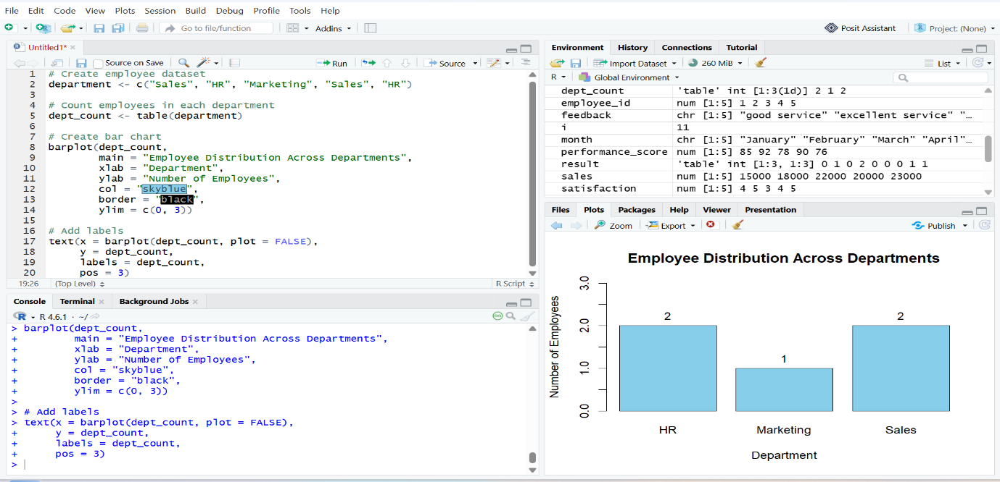 File Edit Code View Plots Session Build Debug Profile Tools Help
Go to file/function Addins Posit Assistant Project: (None)
Untitled1*
Source on Save Run Source
1 # Create employee dataset
2 department <- c("Sales", "HR", "Marketing", "Sales", "HR")
3
4 # Count employees in each department
5 dept_count <- table(department)
6
7 # Create bar chart
8 barplot(dept_count,
9 main = "Employee Distribution Across Departments",
10 xlab = "Department",
11 ylab = "Number of Employees",
12 col = "skyblue",
13 border = "black",
14 ylim = c(0, 3))
15
16 # Add labels
17 text(x = barplot(dept_count, plot = FALSE),
18 y = dept_count,
19 labels = dept_count,
20 pos = 3)
19:26 (Top Level) R Script
Console Terminal Background Jobs
R R 4.6.1 · ~/
> barplot(dept_count,
+ main = "Employee Distribution Across Departments",
+ xlab = "Department",
+ ylab = "Number of Employees",
+ col = "skyblue",
+ border = "black",
+ ylim = c(0, 3))
>
> # Add labels
> text(x = barplot(dept_count, plot = FALSE),
+ y = dept_count,
+ labels = dept_count,
+ pos = 3)
>
Environment History Connections Tutorial
Import Dataset 260 MiB List
R Global Environment
dept_count 'table' int [1:3(1d)] 2 1 2
employee_id num [1:5] 1 2 3 4 5
feedback chr [1:5] "good service" "excellent service" "…
i 11
month chr [1:5] "January" "February" "March" "April"…
performance_score num [1:5] 85 92 78 90 76
result 'table' int [1:3, 1:3] 0 1 0 2 0 0 0 1 1
sales num [1:5] 15000 18000 22000 20000 23000
satisfaction num [1:5] 4 5 3 4 5
Files Plots Packages Help Viewer Presentation
Zoom Export Publish
Employee Distribution Across Departments
Number of Employees
3.0
2.0
1.0
0.0
2
1
2
HR Marketing Sales
Department